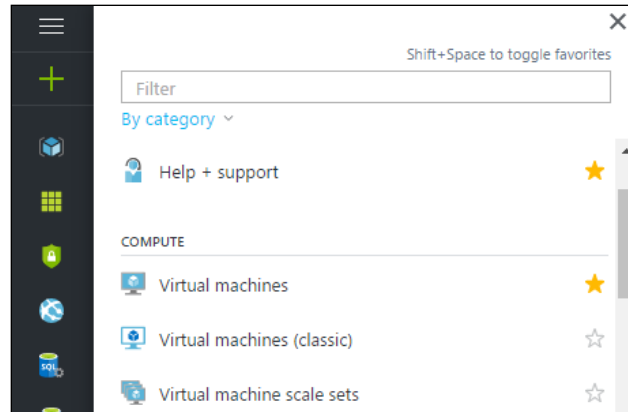 Shift+Space to toggle favorites
Filter
By category
Help + support
COMPUTE
Virtual machines
Virtual machines (classic)
Virtual machine scale sets
SQL